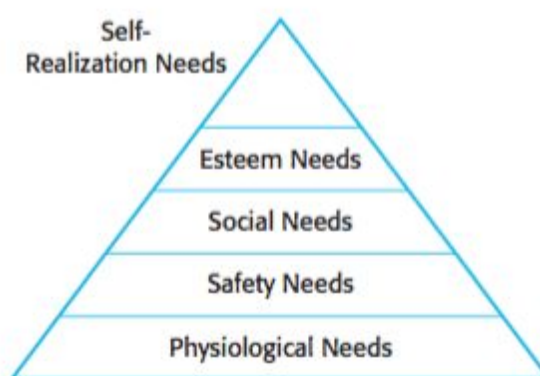 Self-
Realization Needs
Esteem Needs
Social Needs
Safety Needs
Physiological Needs